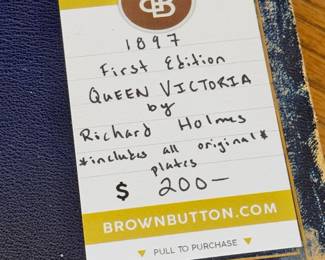 1897
First Edition
QUEEN VICTORIA
by
Richard Holmes
*includes all original*
plates
$ 200—
BROWNBUTTON.COM
▼ PULL TO PURCHASE ▼